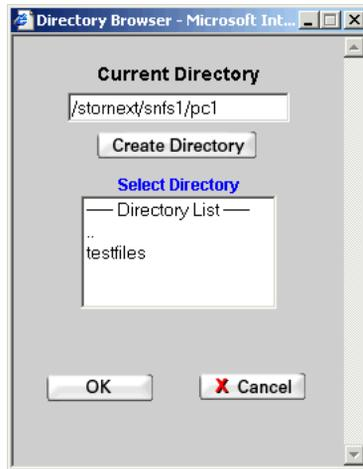 Directory Browser - Microsoft Int...
Current Directory
/stornext/snfs1/pc1
Create Directory
Select Directory
—– Directory List —–
..
testfiles
OK
X Cancel